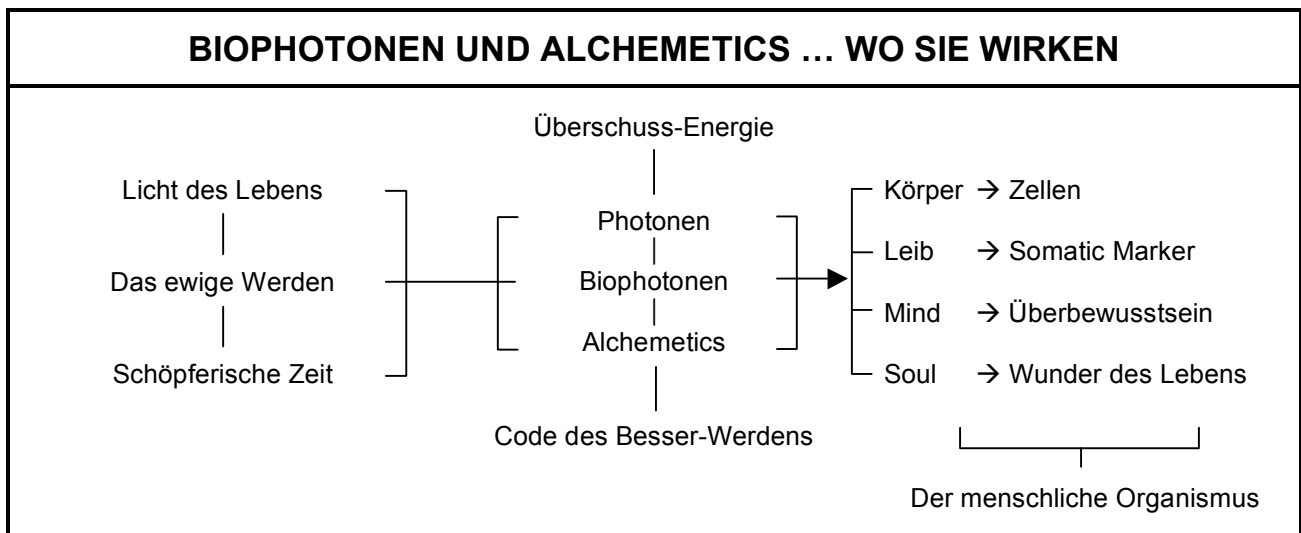 BIOPHOTONEN UND ALCHEMETICS … WO SIE WIRKEN
Überschuss-Energie
Licht des Lebens
Das ewige Werden
Schöpferische Zeit
Photonen
Biophotonen
Alchemetics
Code des Besser-Werdens
Körper → Zellen
Leib → Somatic Marker
Mind → Überbewusstsein
Soul → Wunder des Lebens
Der menschliche Organismus